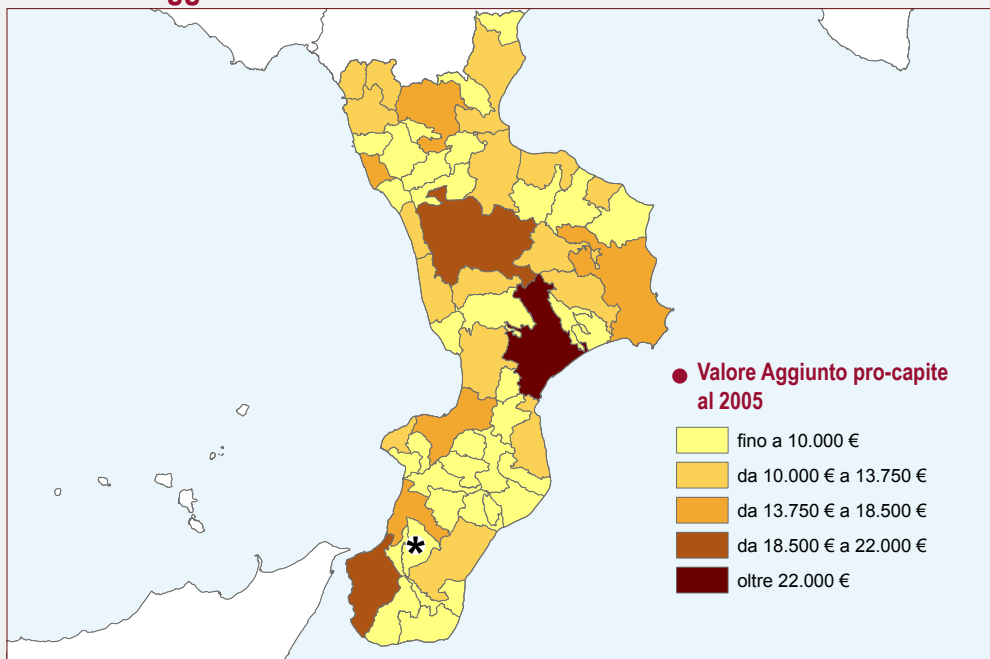 Valore Aggiunto pro-capite
al 2005
fino a 10.000 €
da 10.000 € a 13.750 €
da 13.750 € a 18.500 €
da 18.500 € a 22.000 €
oltre 22.000 €
*